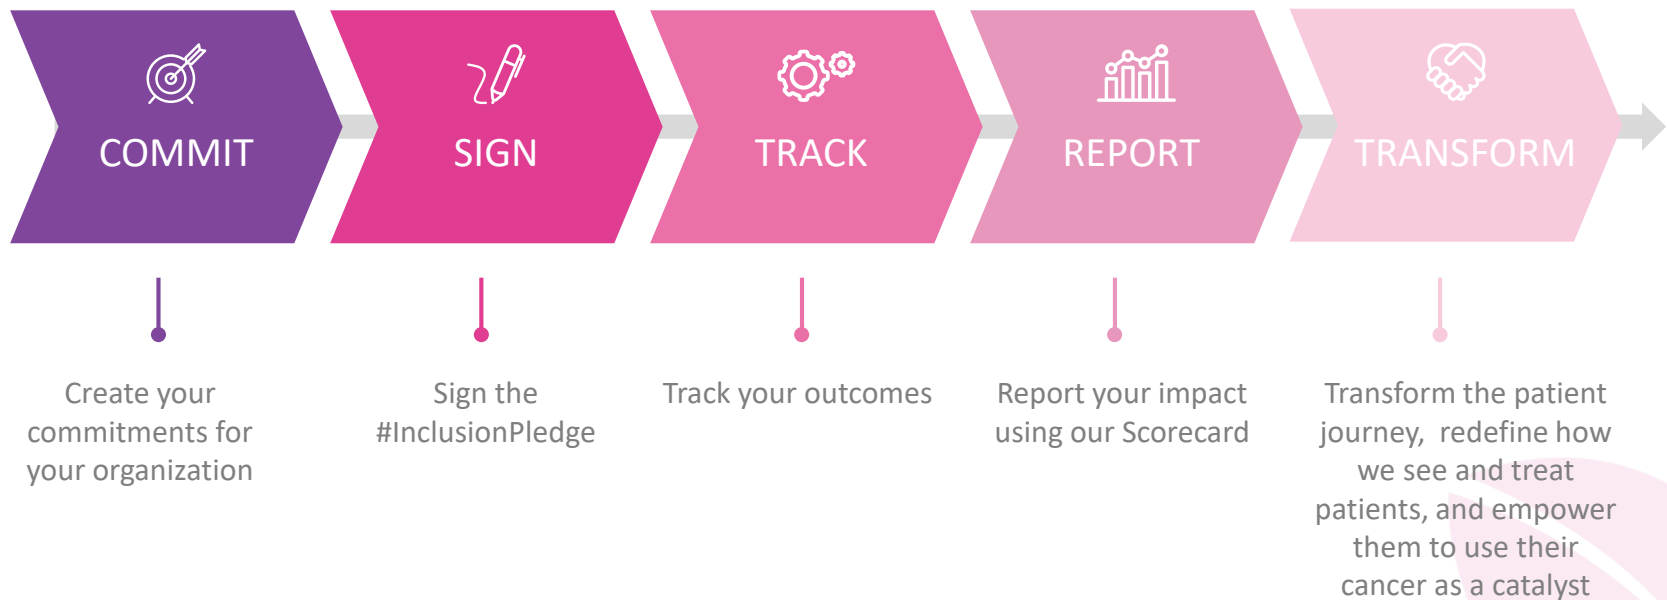 COMMIT
SIGN
TRACK
REPORT
TRANSFORM
Create your
commitments for
your organization
Sign the
#InclusionPledge
Track your outcomes
Report your impact
using our Scorecard
Transform the patient
journey,  redefine how
we see and treat
patients, and empower
them to use their
cancer as a catalyst